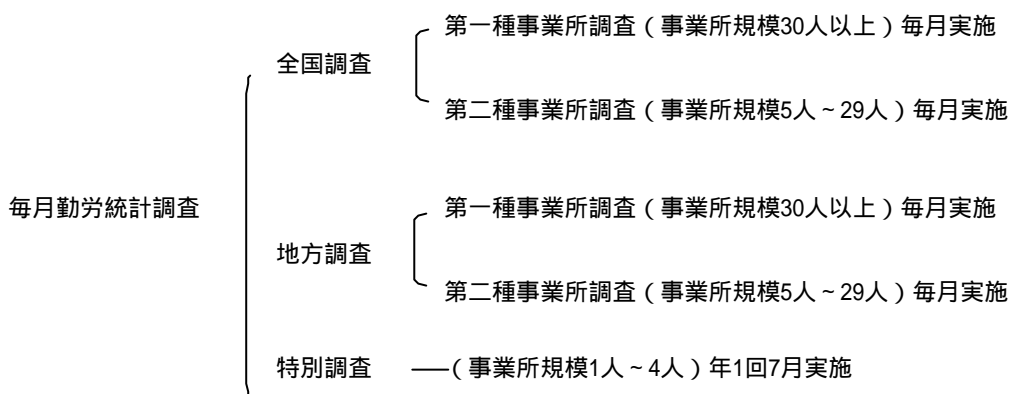 第一種事業所調査（事業所規模30人以上）毎月実施
全国調査
第二種事業所調査（事業所規模5人～29人）毎月実施
毎月勤労統計調査
第一種事業所調査（事業所規模30人以上）毎月実施
地方調査
第二種事業所調査（事業所規模5人～29人）毎月実施
特別調査 （事業所規模1人～4人）年1回7月実施